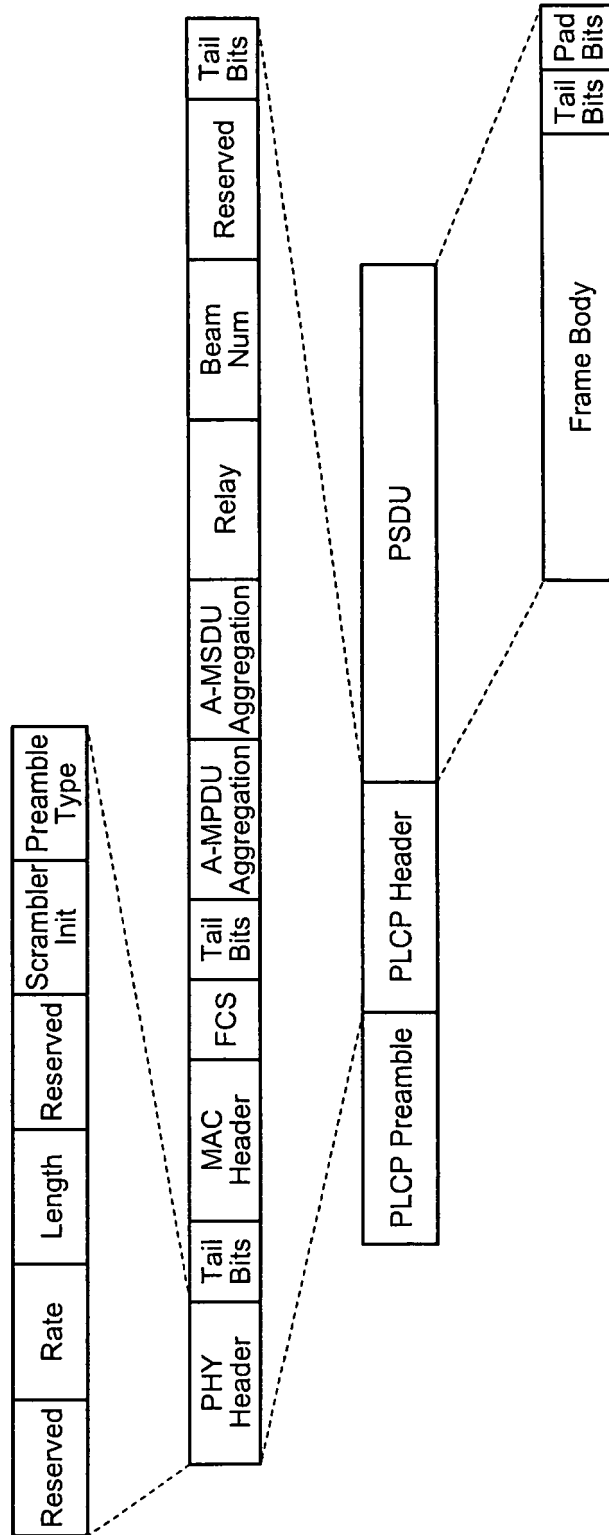 Reserved
Rate
Length
Reserved
Scrambler
Init
Preamble
Type
PHY
Header
Tail
Bits
MAC
Header
FCS
Tail
Bits
A-MPDU
Aggregation
A-MSDU
Aggregation
Relay
Beam
Num
Reserved
Tail
Bits
PLCP Preamble
PLCP Header
PSDU
Frame Body
Tail
Bits
Pad
Bits